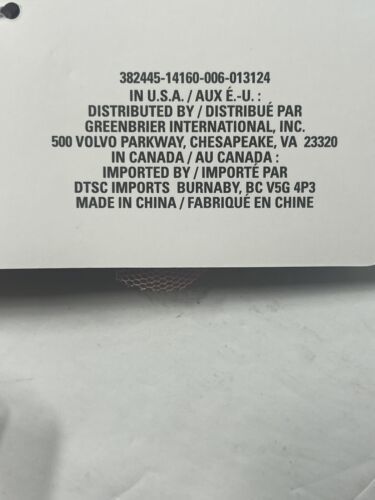 382445-14160-006-013124
IN U.S.A. / AUX É.-U. :
DISTRIBUTED BY / DISTRIBUÉ PAR
GREENBRIER INTERNATIONAL, INC.
500 VOLVO PARKWAY, CHESAPEAKE, VA 23320
IN CANADA / AU CANADA :
IMPORTED BY / IMPORTÉ PAR
DTSC IMPORTS BURNABY, BC V5G 4P3
MADE IN CHINA / FABRIQUÉ EN CHINE